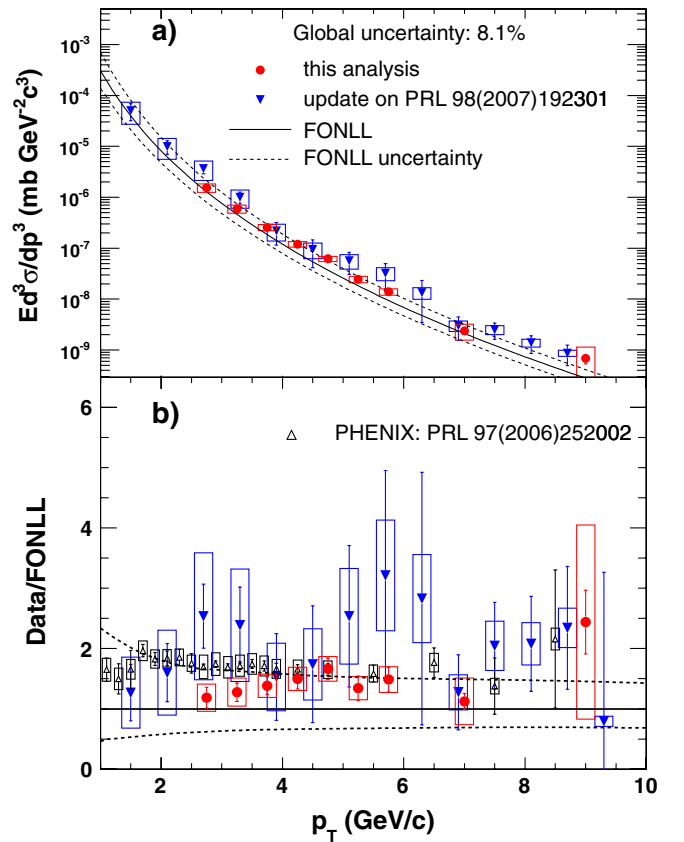 a)
Global uncertainty: 8.1%
this analysis
update on PRL 98(2007)192301
FONLL
FONLL uncertainty
Ed³σ/dp³ (mb GeV⁻²c³)
10⁻³
10⁻⁴
10⁻⁵
10⁻⁶
10⁻⁷
10⁻⁸
10⁻⁹
b)
PHENIX: PRL 97(2006)252002
Data/FONLL
6
4
2
0
2 4 6 8 10
p_T (GeV/c)